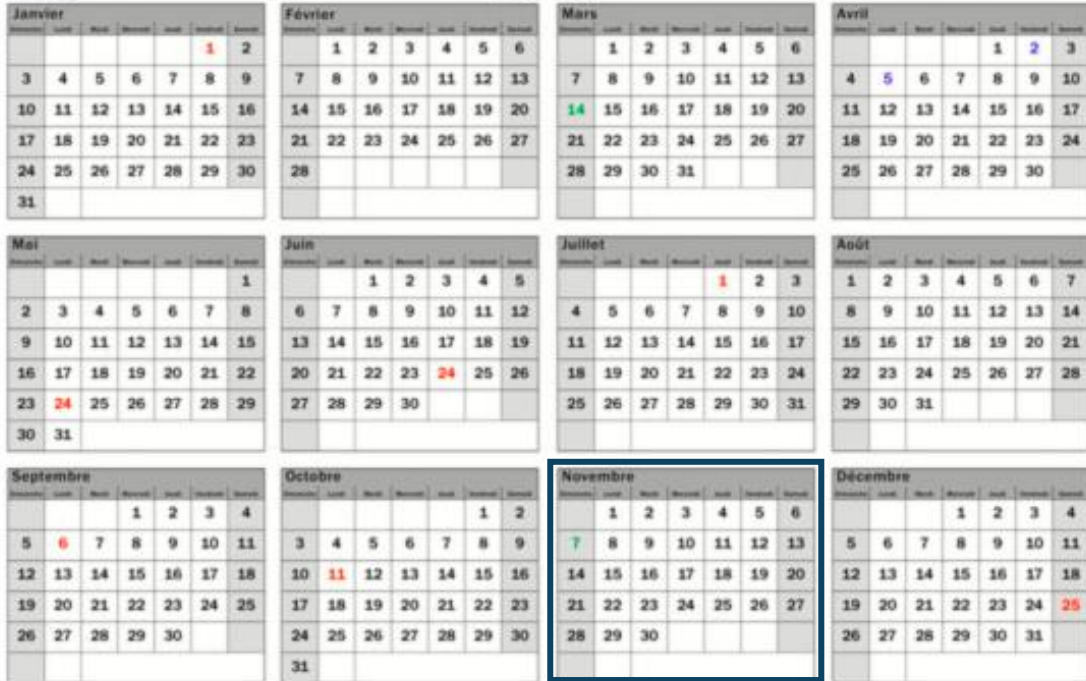 Janvier
1 2
3 4 5 6 7 8 9
10 11 12 13 14 15 16
17 18 19 20 21 22 23
24 25 26 27 28 29 30
31
Février
1 2 3 4 5 6
7 8 9 10 11 12 13
14 15 16 17 18 19 20
21 22 23 24 25 26 27
28
Mars
1 2 3 4 5 6
7 8 9 10 11 12 13
14 15 16 17 18 19 20
21 22 23 24 25 26 27
28 29 30 31
Avril
1 2 3
4 5 6 7 8 9 10
11 12 13 14 15 16 17
18 19 20 21 22 23 24
25 26 27 28 29 30
Mai
1
2 3 4 5 6 7 8
9 10 11 12 13 14 15
16 17 18 19 20 21 22
23 24 25 26 27 28 29
30 31
Juin
1 2 3 4 5
6 7 8 9 10 11 12
13 14 15 16 17 18 19
20 21 22 23 24 25 26
27 28 29 30
Juillet
1 2 3
4 5 6 7 8 9 10
11 12 13 14 15 16 17
18 19 20 21 22 23 24
25 26 27 28 29 30 31
Août
1 2 3 4 5 6 7
8 9 10 11 12 13 14
15 16 17 18 19 20 21
22 23 24 25 26 27 28
29 30 31
Septembre
1 2 3 4
5 6 7 8 9 10 11
12 13 14 15 16 17 18
19 20 21 22 23 24 25
26 27 28 29 30
Octobre
1 2
3 4 5 6 7 8 9
10 11 12 13 14 15 16
17 18 19 20 21 22 23
24 25 26 27 28 29 30
31
Novembre
1 2 3 4 5 6
7 8 9 10 11 12 13
14 15 16 17 18 19 20
21 22 23 24 25 26 27
28 29 30
Décembre
1 2 3 4
5 6 7 8 9 10 11
12 13 14 15 16 17 18
19 20 21 22 23 24 25
26 27 28 29 30 31